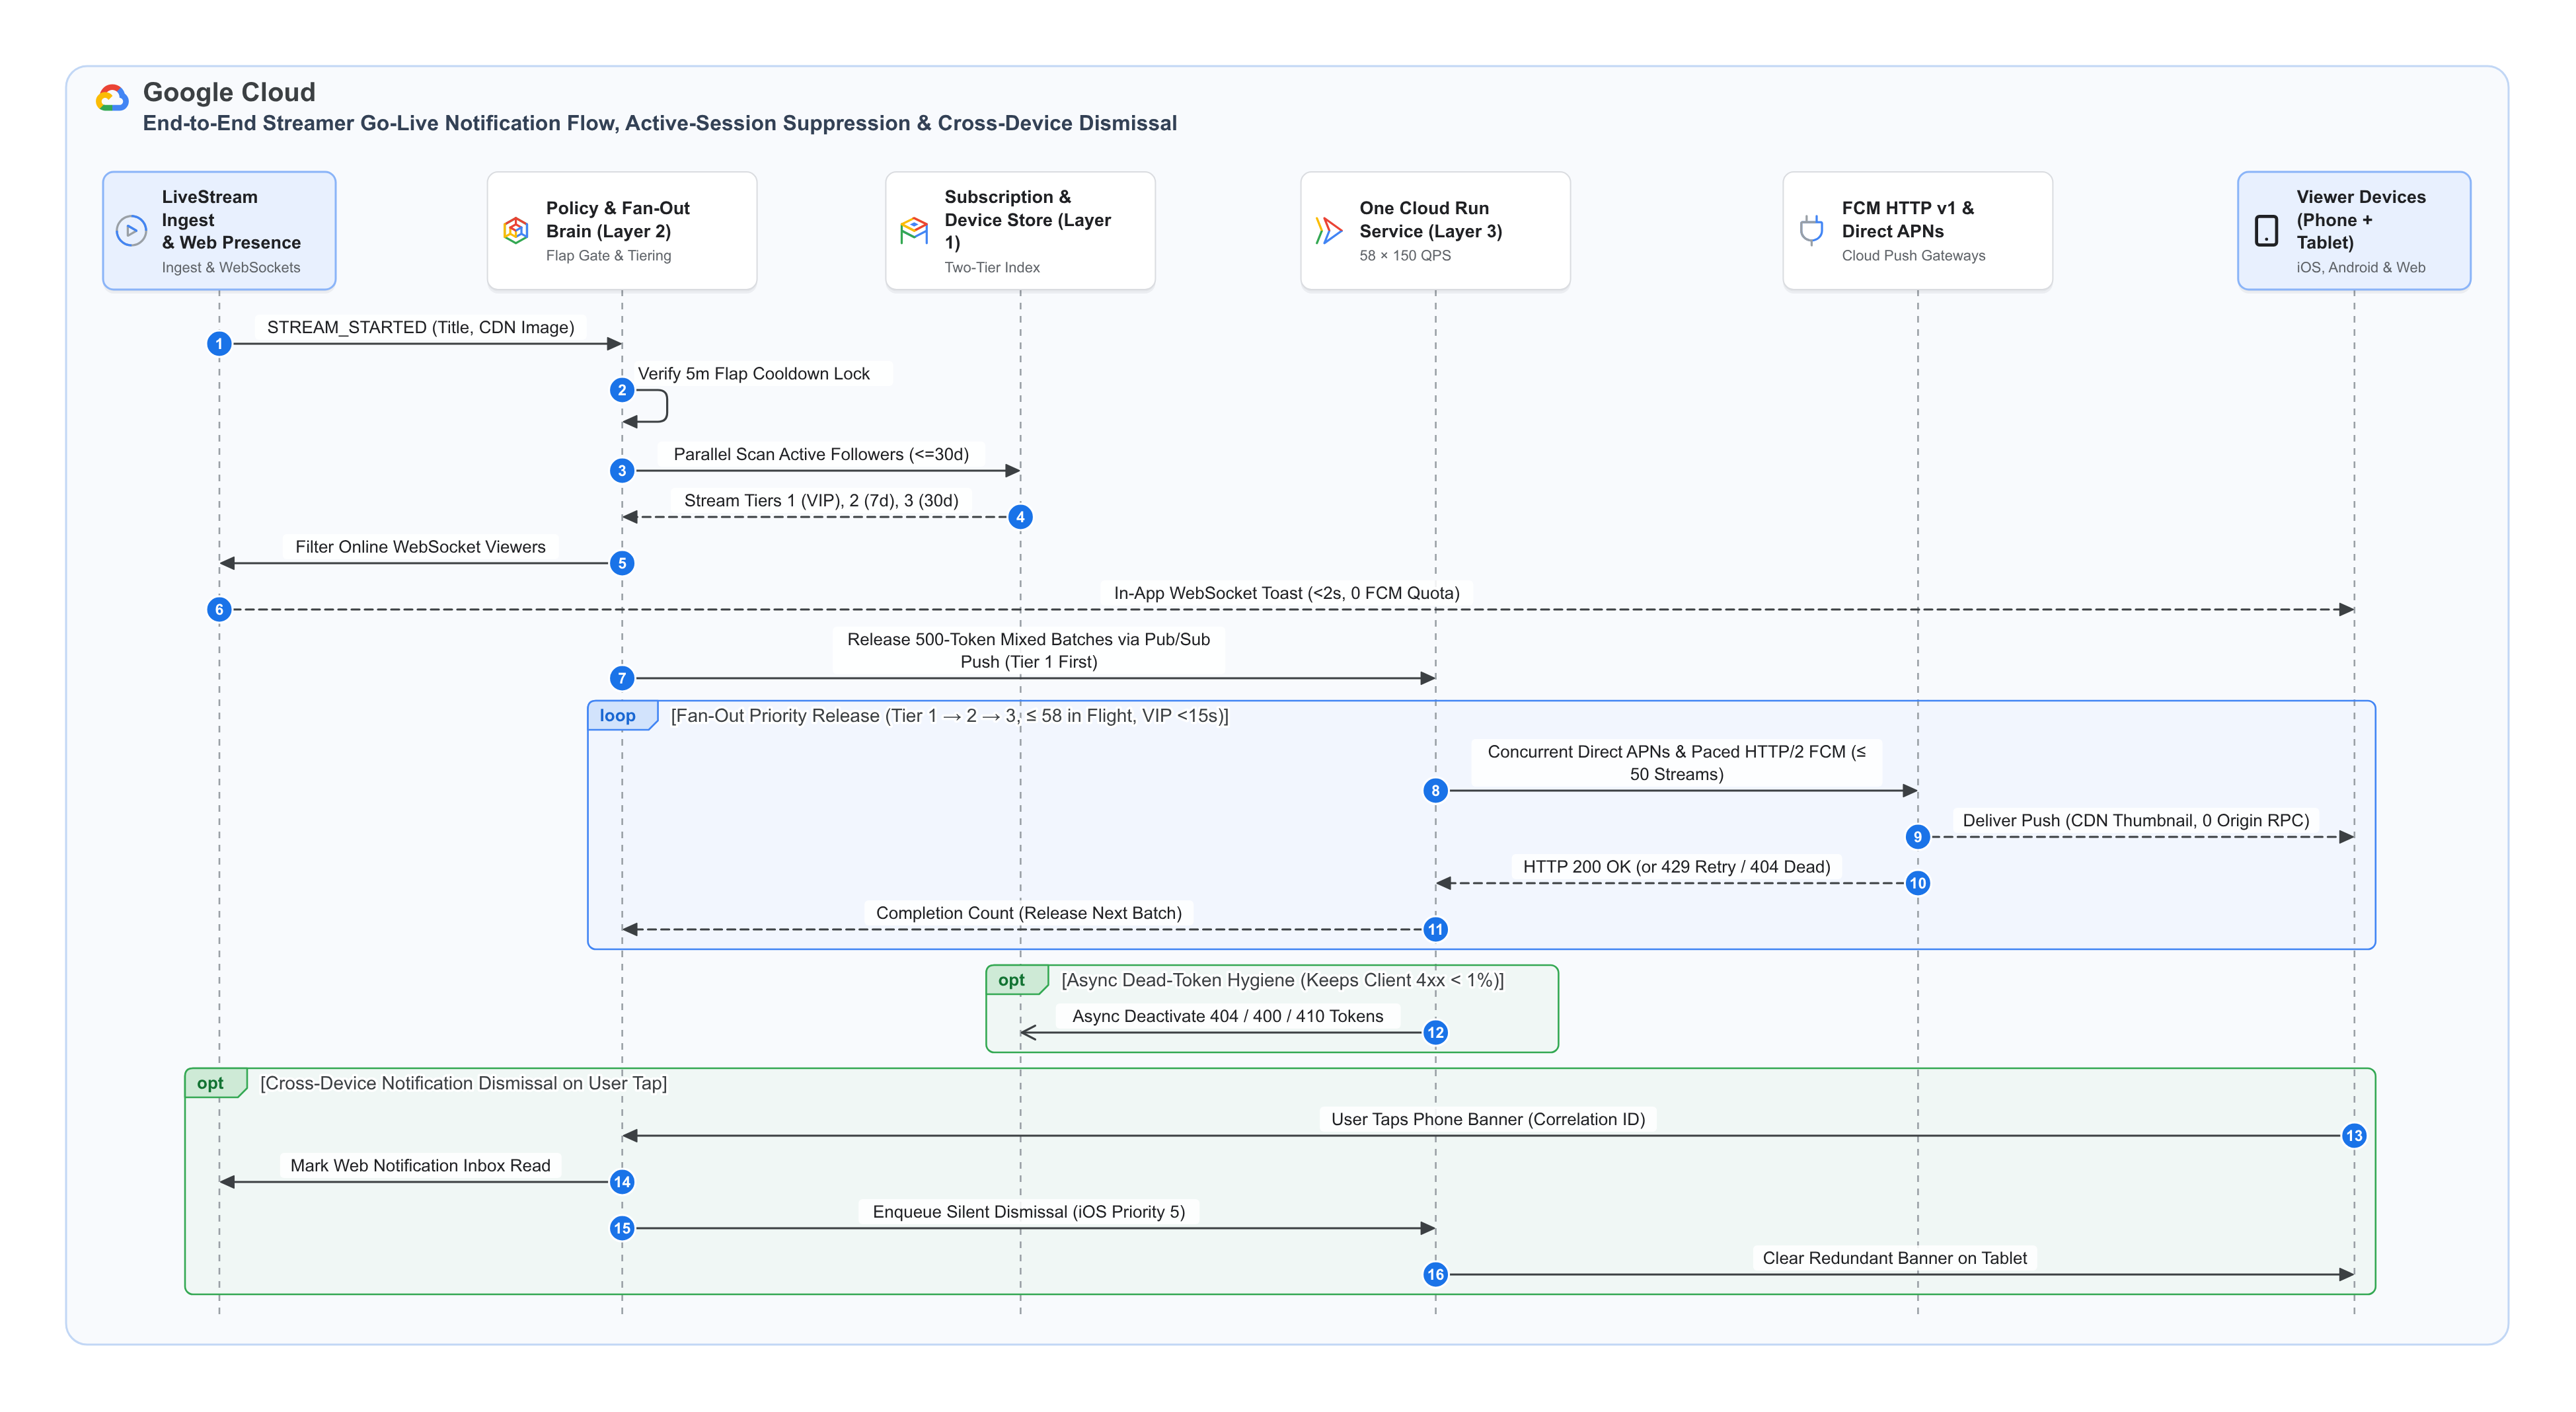 Google Cloud
End-to-End Streamer Go-Live Notification Flow, Active-Session Suppression & Cross-Device Dismissal
LiveStream
Ingest
& Web Presence
Ingest & WebSockets
Policy & Fan-Out
Brain (Layer 2)
Flap Gate & Tiering
Subscription &
Device Store (Layer
1)
Two-Tier Index
One Cloud Run
Service (Layer 3)
58 × 150 QPS
FCM HTTP v1 &
Direct APNs
Cloud Push Gateways
Viewer Devices
(Phone +
Tablet)
iOS, Android & Web
1
STREAM_STARTED (Title, CDN Image)
2
Verify 5m Flap Cooldown Lock
3
Parallel Scan Active Followers (<=30d)
Stream Tiers 1 (VIP), 2 (7d), 3 (30d)
4
Filter Online WebSocket Viewers
5
6
In-App WebSocket Toast (<2s, 0 FCM Quota)
Release 500-Token Mixed Batches via Pub/Sub
Push (Tier 1 First)
7
loop
[Fan-Out Priority Release (Tier 1 → 2 → 3, ≤ 58 in Flight, VIP <15s)]
Concurrent Direct APNs & Paced HTTP/2 FCM (≤
50 Streams)
8
Deliver Push (CDN Thumbnail, 0 Origin RPC)
9
HTTP 200 OK (or 429 Retry / 404 Dead)
10
Completion Count (Release Next Batch)
11
opt
[Async Dead-Token Hygiene (Keeps Client 4xx < 1%)]
Async Deactivate 404 / 400 / 410 Tokens
12
opt
[Cross-Device Notification Dismissal on User Tap]
User Taps Phone Banner (Correlation ID)
13
Mark Web Notification Inbox Read
14
Enqueue Silent Dismissal (iOS Priority 5)
15
Clear Redundant Banner on Tablet
16